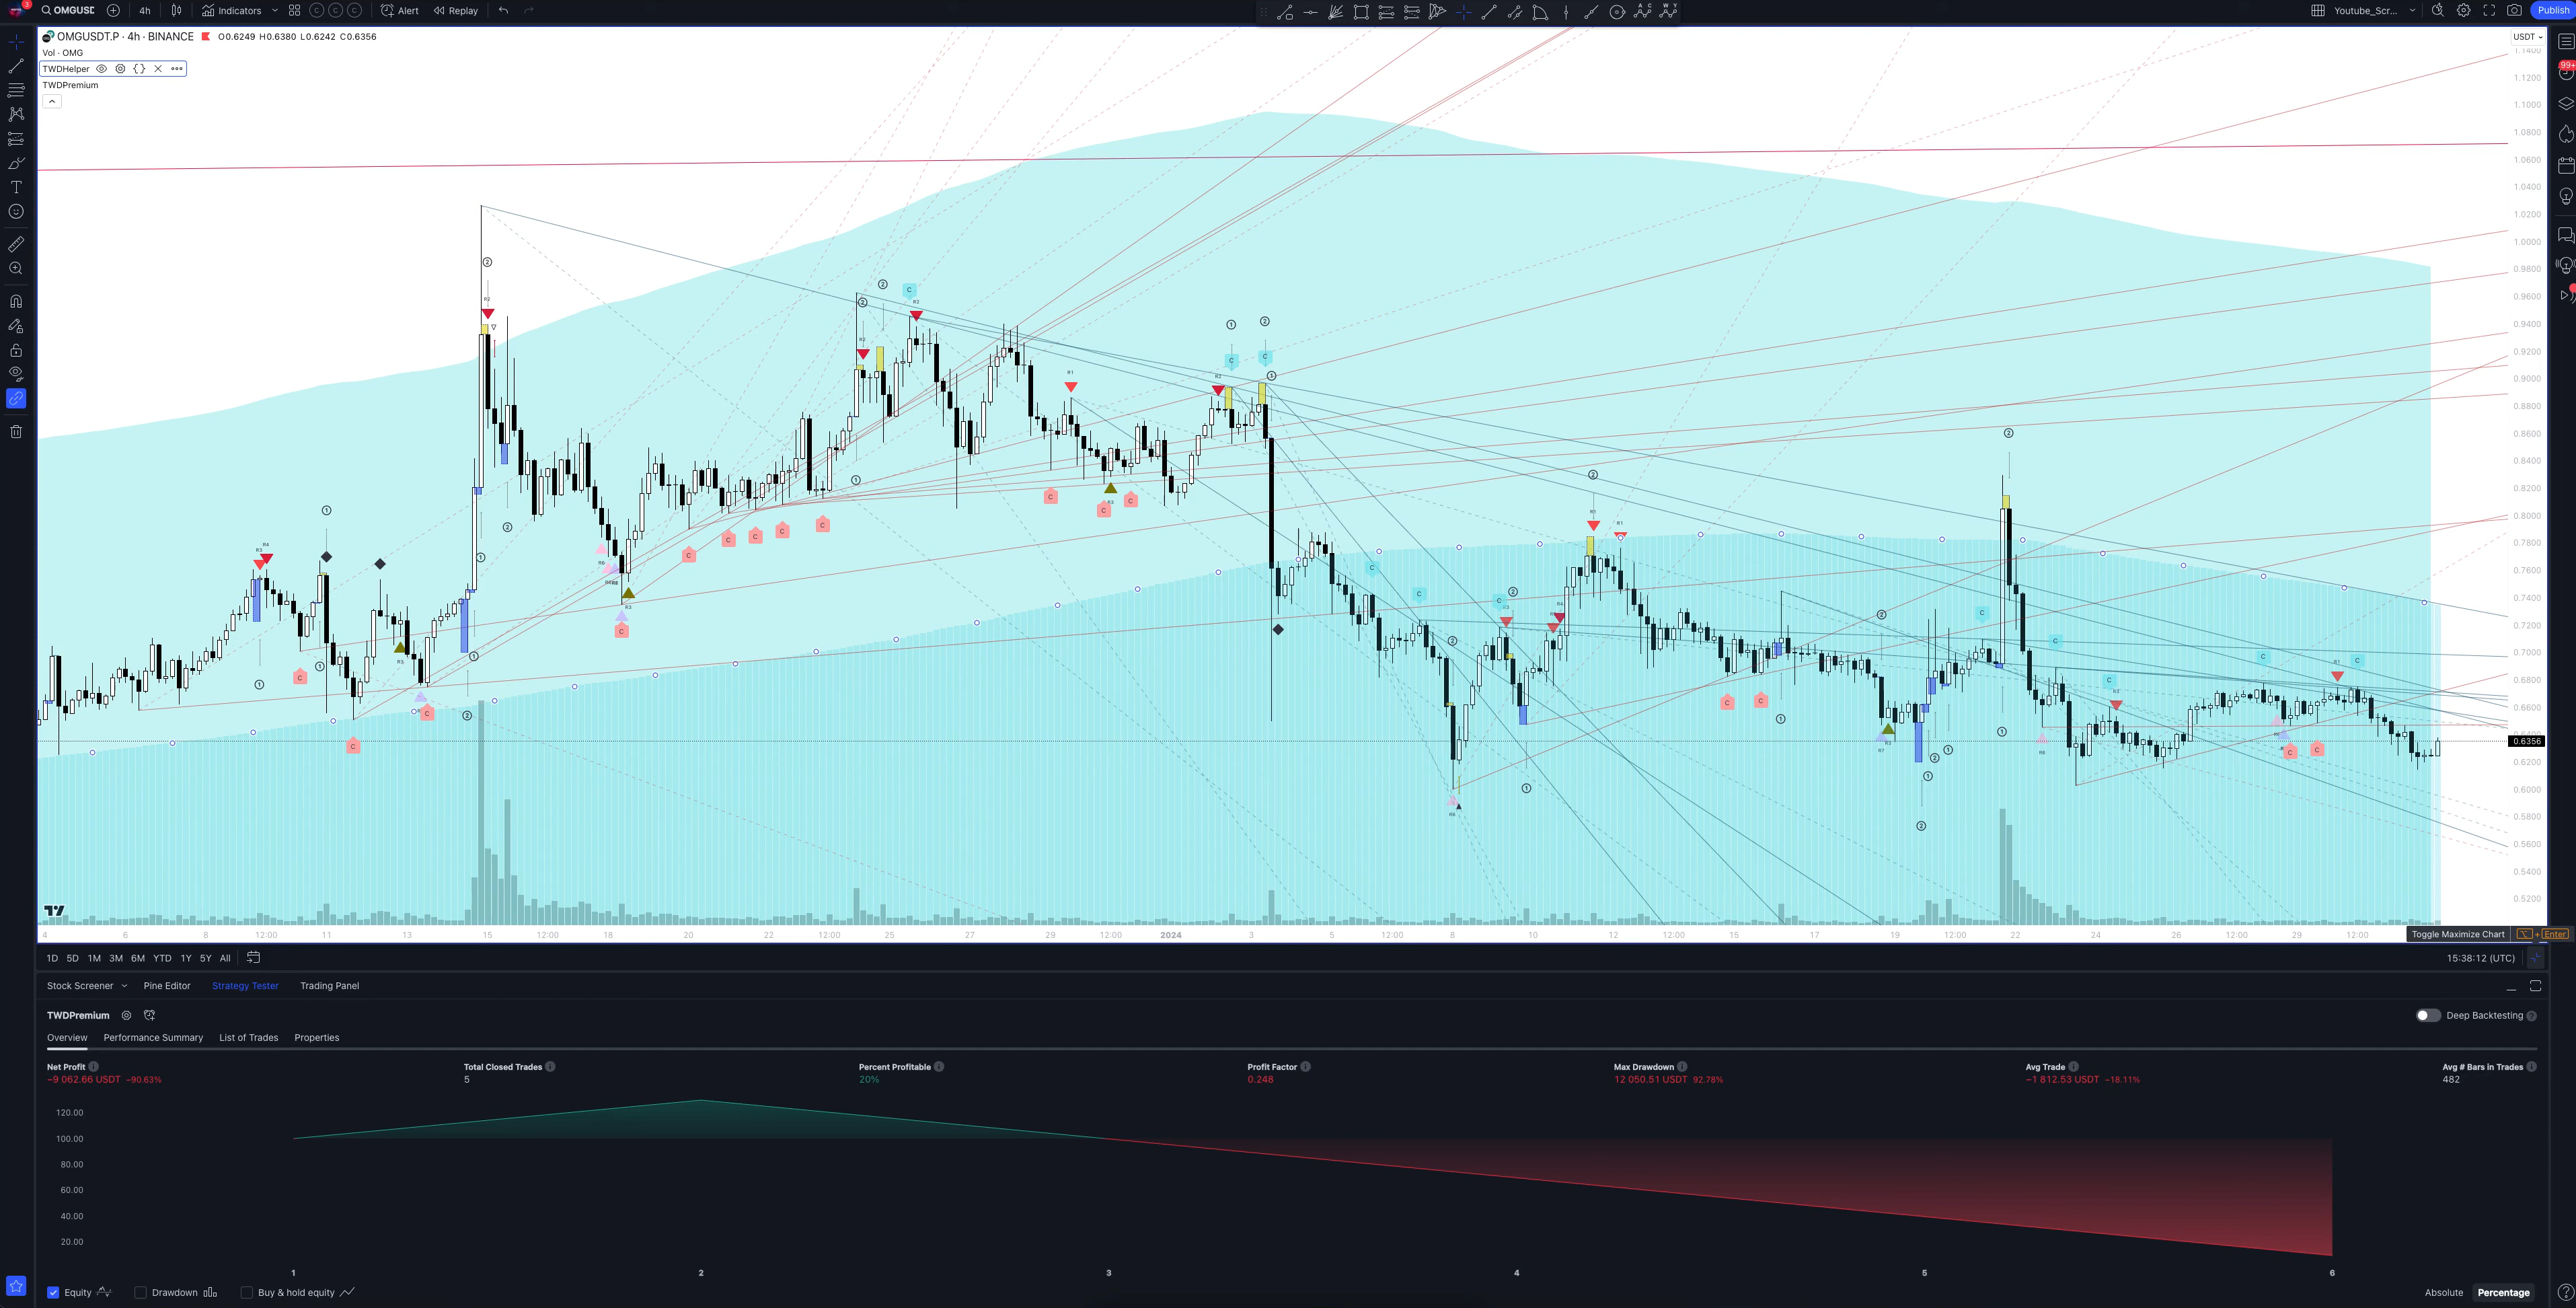 3
OMGUSD
4h
Indicators
Alert
Replay
Youtube_Scr...
Publish
OMGUSDT.P · 4h · BINANCE O0.6249 H0.6380 L0.6242 C0.6356
USDT
Vol · OMG
TWDHelper
TWDPremium
99+
1.1400
1.1200
1.1000
1.0800
1.0600
1.0400
1.0200
1.0000
0.9800
0.9600
0.9400
0.9200
0.9000
0.8800
0.8600
0.8400
0.8200
0.8000
0.7800
0.7600
0.7400
0.7200
0.7000
0.6800
0.6600
0.6356
0.6200
0.6000
0.5800
0.5600
0.5400
0.5200
4 6 8 12:00 11 13 15 12:00 18 20 22 12:00 25 27 29 12:00 2024 3 5 12:00 8 10 12 12:00 15 17 19 12:00 22 24 26 12:00 29 12:00
Toggle Maximize Chart ⌥ + Enter
1D 5D 1M 3M 6M YTD 1Y 5Y All
15:38:12 (UTC)
Stock Screener Pine Editor Strategy Tester Trading Panel
TWDPremium
Deep Backtesting
Overview Performance Summary List of Trades Properties
Net Profit Total Closed Trades Percent Profitable Profit Factor Max Drawdown Avg Trade Avg # Bars in Trades
−9 062.66 USDT −90.63% 5 20% 0.248 12 050.51 USDT 92.78% −1 812.53 USDT −18.11% 482
120.00
100.00
80.00
60.00
40.00
20.00
1 2 3 4 5 6
Equity Drawdown Buy & hold equity
Absolute Percentage